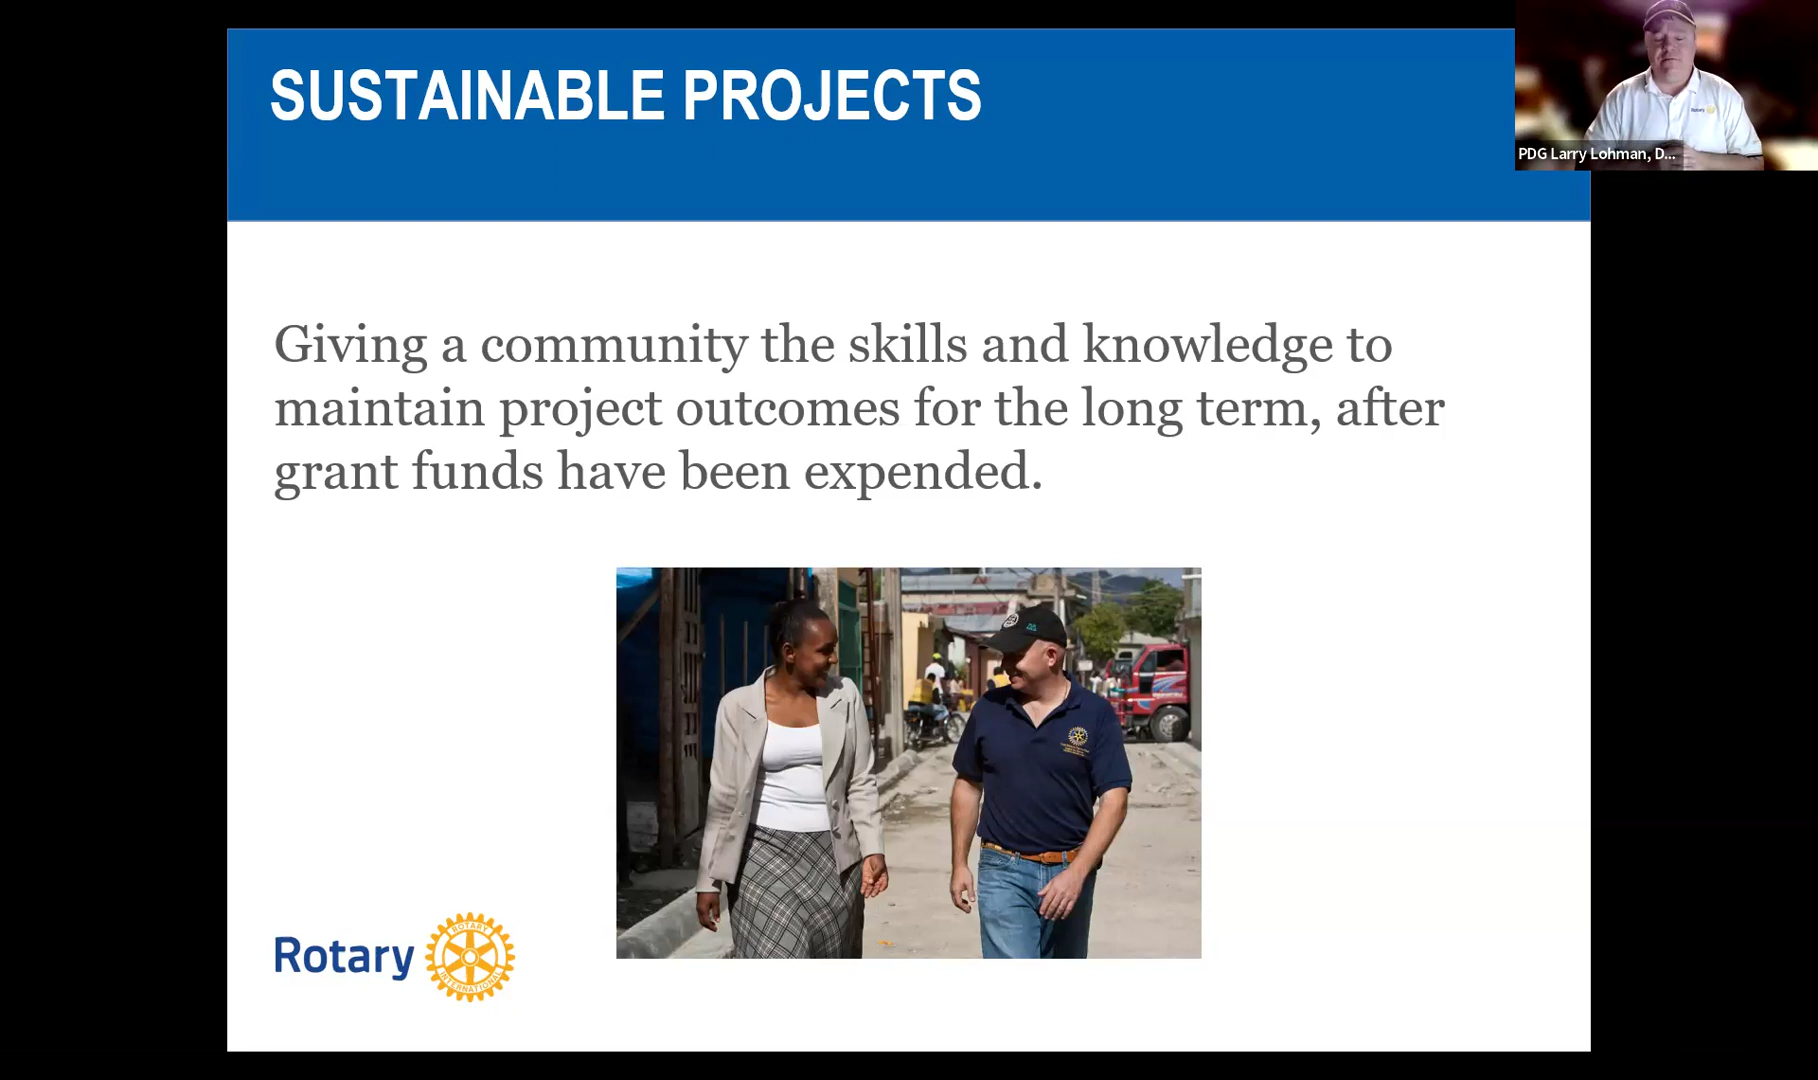 SUSTAINABLE PROJECTS
PDG Larry Lohman, D...
Rotary
Giving a community the skills and knowledge to
maintain project outcomes for the long term, after
grant funds have been expended.
Rotary
ROTARY
INTERNATIONAL